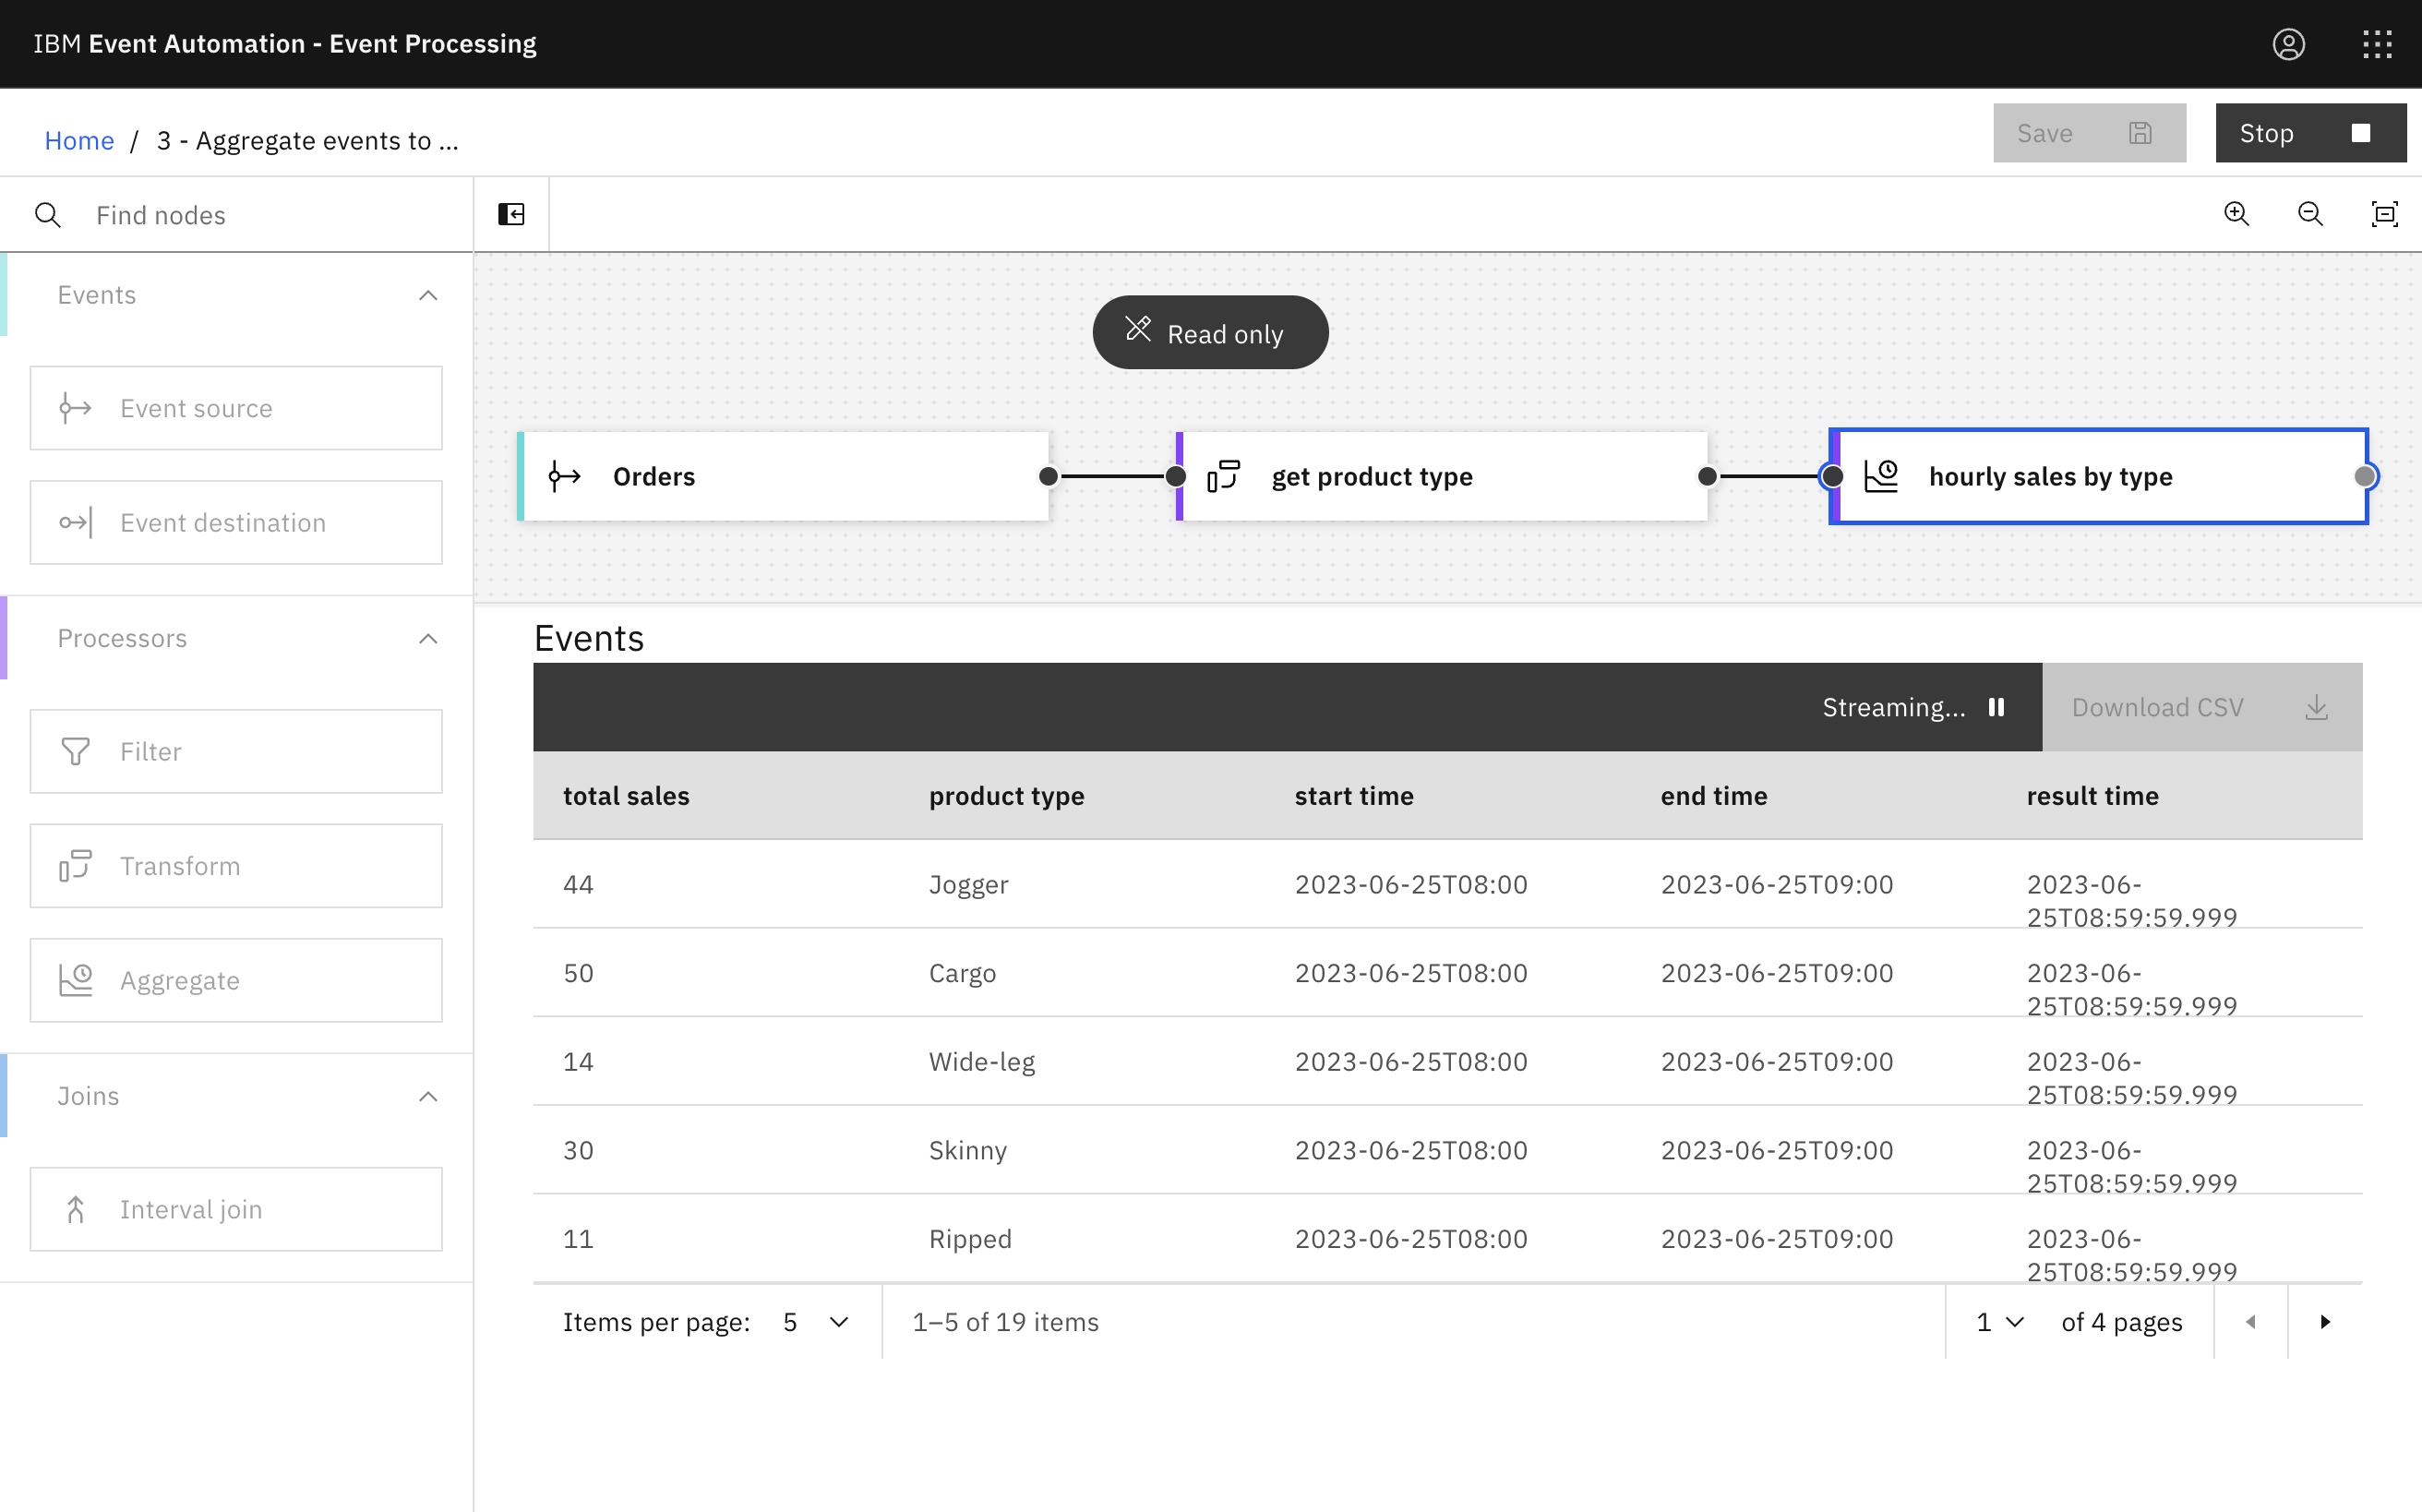 IBM Event Automation - Event Processing
Home / 3 - Aggregate events to ...
Save
Stop
Find nodes
Events
Event source
Event destination
Processors
Filter
Transform
Aggregate
Joins
Interval join
Read only
Orders
get product type
hourly sales by type
Events
Streaming...
Download CSV
total sales product type start time end time result time
44 Jogger 2023-06-25T08:00 2023-06-25T09:00 2023-06-
25T08:59:59.999
50 Cargo 2023-06-25T08:00 2023-06-25T09:00 2023-06-
25T08:59:59.999
14 Wide-leg 2023-06-25T08:00 2023-06-25T09:00 2023-06-
25T08:59:59.999
30 Skinny 2023-06-25T08:00 2023-06-25T09:00 2023-06-
25T08:59:59.999
11 Ripped 2023-06-25T08:00 2023-06-25T09:00 2023-06-
25T08:59:59.999
Items per page: 5 1–5 of 19 items 1 of 4 pages